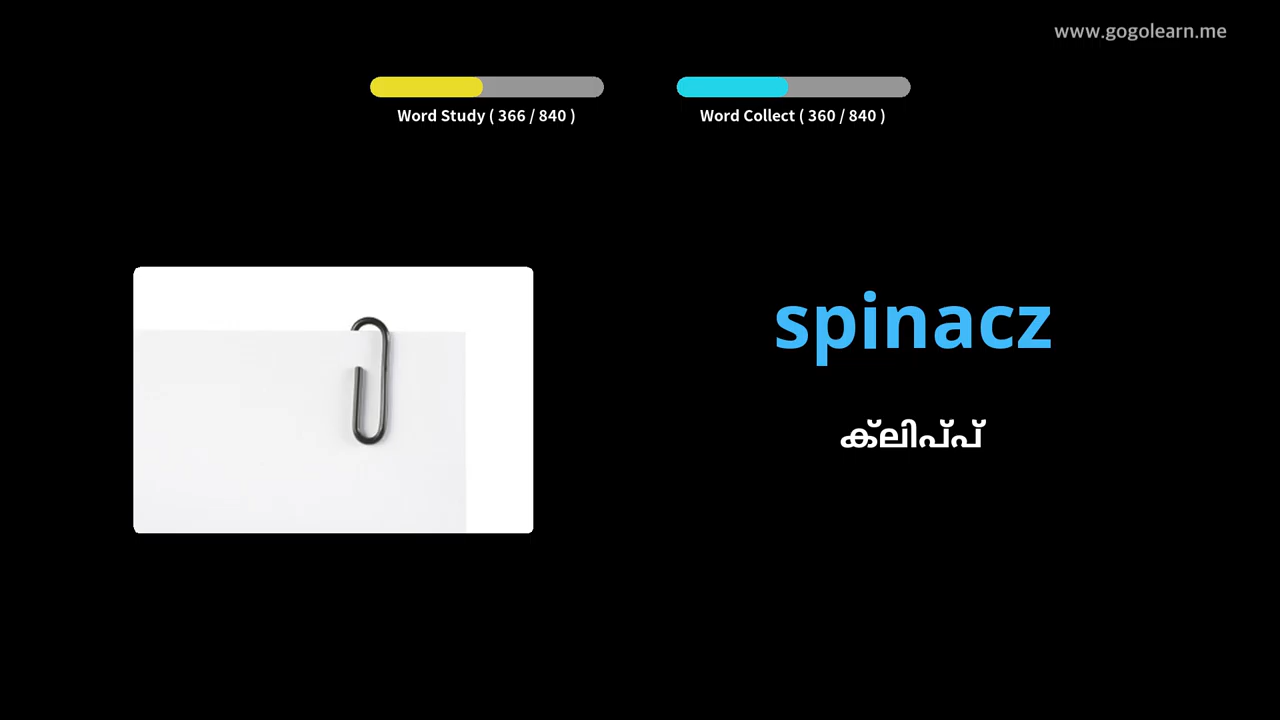 www.gogolearn.me
Word Study ( 366 / 840 )
Word Collect ( 360 / 840 )
spinacz
ക്ലിപ്പ്